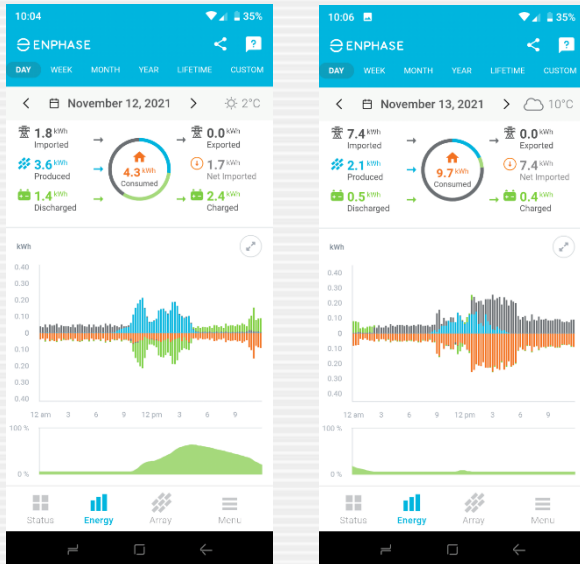 10:04 35%
ENPHASE ?
DAY WEEK MONTH YEAR LIFETIME CUSTOM
< November 12, 2021 > 2°C
1.8 kWh
Imported
3.6 kWh
Produced
1.4 kWh
Discharged
4.3 kWh
Consumed
0.0 kWh
Exported
1.7 kWh
Net Imported
2.4 kWh
Charged
kWh
0.40
0.30
0.20
0.10
0
0.10
0.20
0.30
0.40
12 am 3 6 9 12 pm 3 6 9
100 %
0 %
Status Energy Array Menu
10:06 35%
ENPHASE ?
DAY WEEK MONTH YEAR LIFETIME CUSTOM
< November 13, 2021 > 10°C
7.4 kWh
Imported
2.1 kWh
Produced
0.5 kWh
Discharged
9.7 kWh
Consumed
0.0 kWh
Exported
7.4 kWh
Net Imported
0.4 kWh
Charged
kWh
0.40
0.30
0.20
0.10
0
0.10
0.20
0.30
0.40
12 am 3 6 9 12 pm 3 6 9
100 %
0 %
Status Energy Array Menu